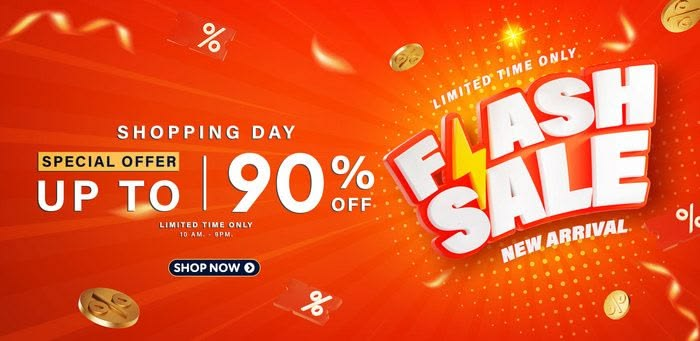 SHOPPING DAY
SPECIAL OFFER
UP TO
90% OFF
LIMITED TIME ONLY
10 AM. - 9PM.
SHOP NOW
LIMITED TIME ONLY
FLASH
SALE
NEW ARRIVAL
%
%
%
%
%